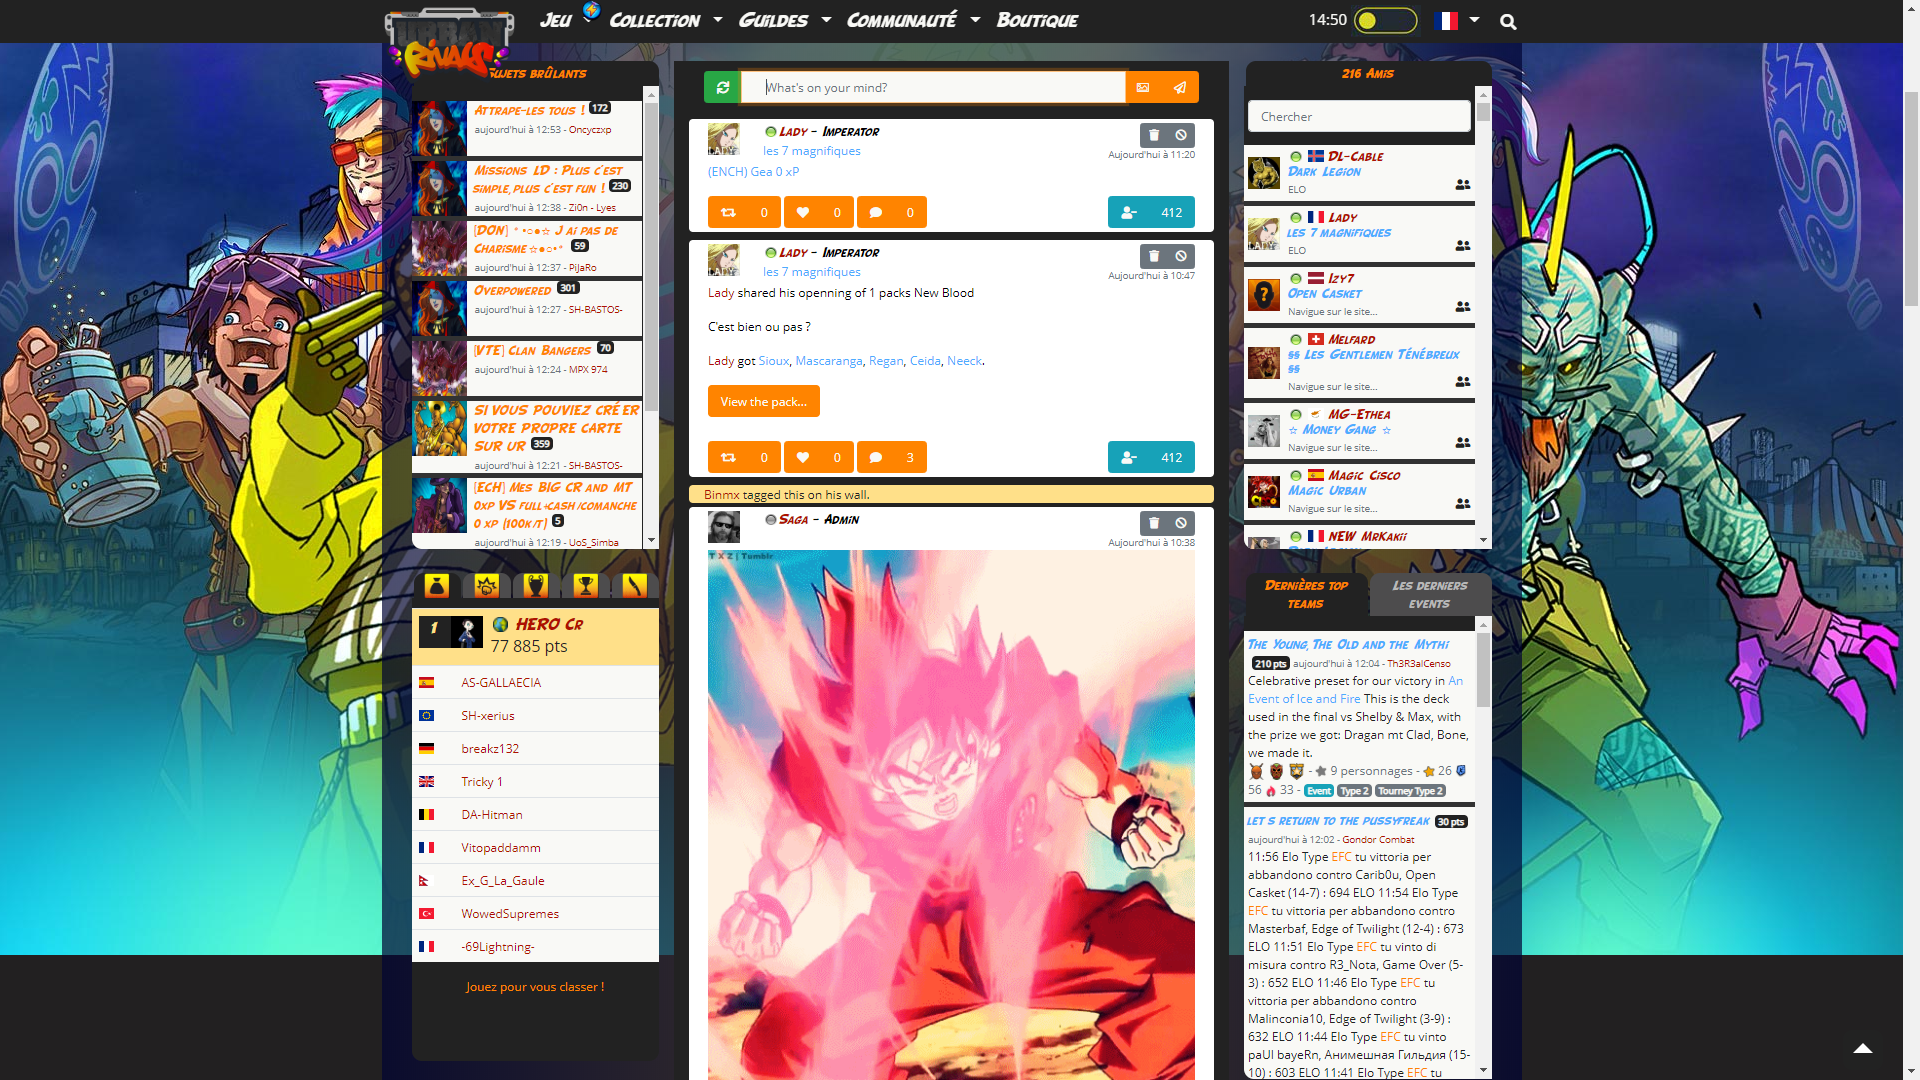 URBAN
RIVALS
Jeu
Collection
Guildes
Communauté
Boutique
14:50
Sujets brûlants
Attrape-les tous ! 172
aujourd'hui à 12:53 - Oncyczxp
Missions LD : Plus c'est
simple, plus c'est fun ! 230
aujourd'hui à 12:38 - Zi0n - Lyes
[DON] °•○●☆ J ai pas de
Charisme☆●○•° 59
aujourd'hui à 12:37 - PiJaRo
Overpowered 301
aujourd'hui à 12:27 - SH-BASTOS-
[VTE] Clan Bangers 70
aujourd'hui à 12:24 - MPX 974
SI VOUS POUVIEZ CRÉER
VOTRE PROPRE CARTE
SUR UR 359
aujourd'hui à 12:21 - SH-BASTOS-
[ECH] Mes BIG CR and MT
0xp VS full+cash/comanche
0 xp (100k/t) 5
aujourd'hui à 12:19 - UoS_Simba
1
HERO Cr
77 885 pts
AS-GALLAECIA
SH-xerius
breakz132
Tricky 1
DA-Hitman
Vitopaddamm
Ex_G_La_Gaule
WowedSupremes
-69Lightning-
Jouez pour vous classer !
What's on your mind?
LADY
Lady - Imperator
les 7 magnifiques
Aujourd'hui à 11:20
(ENCH) Gea 0 xP
0
0
0
412
LADY
Lady - Imperator
les 7 magnifiques
Aujourd'hui à 10:47
Lady shared his openning of 1 packs New Blood
C'est bien ou pas ?
Lady got Sioux, Mascaranga, Regan, Ceida, Neeck.
View the pack...
0
0
3
412
Binmx tagged this on his wall.
Saga - Admin
Aujourd'hui à 10:38
TXZ | Tumblr
216 Amis
Chercher
DL-Cable
Dark Legion
ELO
LADY
Lady
les 7 magnifiques
ELO
Izy7
Open Casket
Navigue sur le site...
Melfard
§§ Les Gentlemen Ténébreux
§§
Navigue sur le site...
MG-Ethea
☆ Money Gang ☆
Navigue sur le site...
Magic Cisco
Magic Urban
Navigue sur le site...
NEW MrKakii
Dernières top
teams
Les derniers
events
The Young, The Old and the Mythi
210 pts aujourd'hui à 12:04 - Th3R3alCenso
Celebrative preset for our victory in An
Event of Ice and Fire This is the deck
used in the final vs Shelby & Max, with
the prize we got: Dragan mt Clad, Bone,
we made it.
- 9 personnages - 26
56 33 - Event Type 2 Tourney Type 2
LET S RETURN TO THE PUSSYFREAK 30 pts
aujourd'hui à 12:02 - Gondor Combat
11:56 Elo Type EFC tu vittoria per
abbandono contro Carib0u, Open
Casket (14-7) : 694 ELO 11:54 Elo Type
EFC tu vittoria per abbandono contro
Masterbaf, Edge of Twilight (12-4) : 673
ELO 11:51 Elo Type EFC tu vinto di
misura contro R3_Nota, Game Over (5-
3) : 652 ELO 11:46 Elo Type EFC tu
vittoria per abbandono contro
Malinconia10, Edge of Twilight (3-9) :
632 ELO 11:44 Elo Type EFC tu vinto
paUl bayeRn, Анимешная Гильдия (15-
10) : 603 ELO 11:41 Elo Type EFC tu